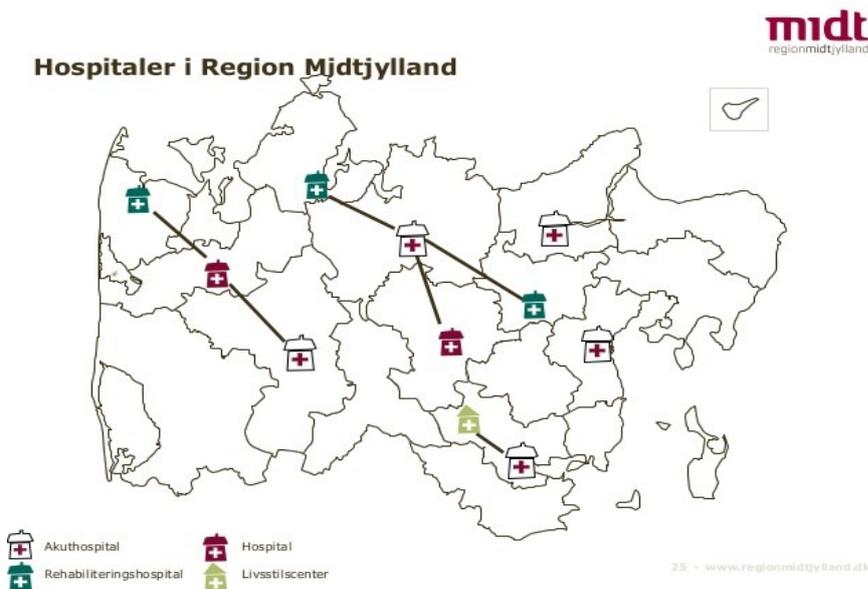 midt
regionmidtjylland
Hospitaler i Region Midtjylland
Akuthospital
Hospital
Rehabiliteringshospital
Livsstilscenter
25 • www.regionmidtjylland.dk